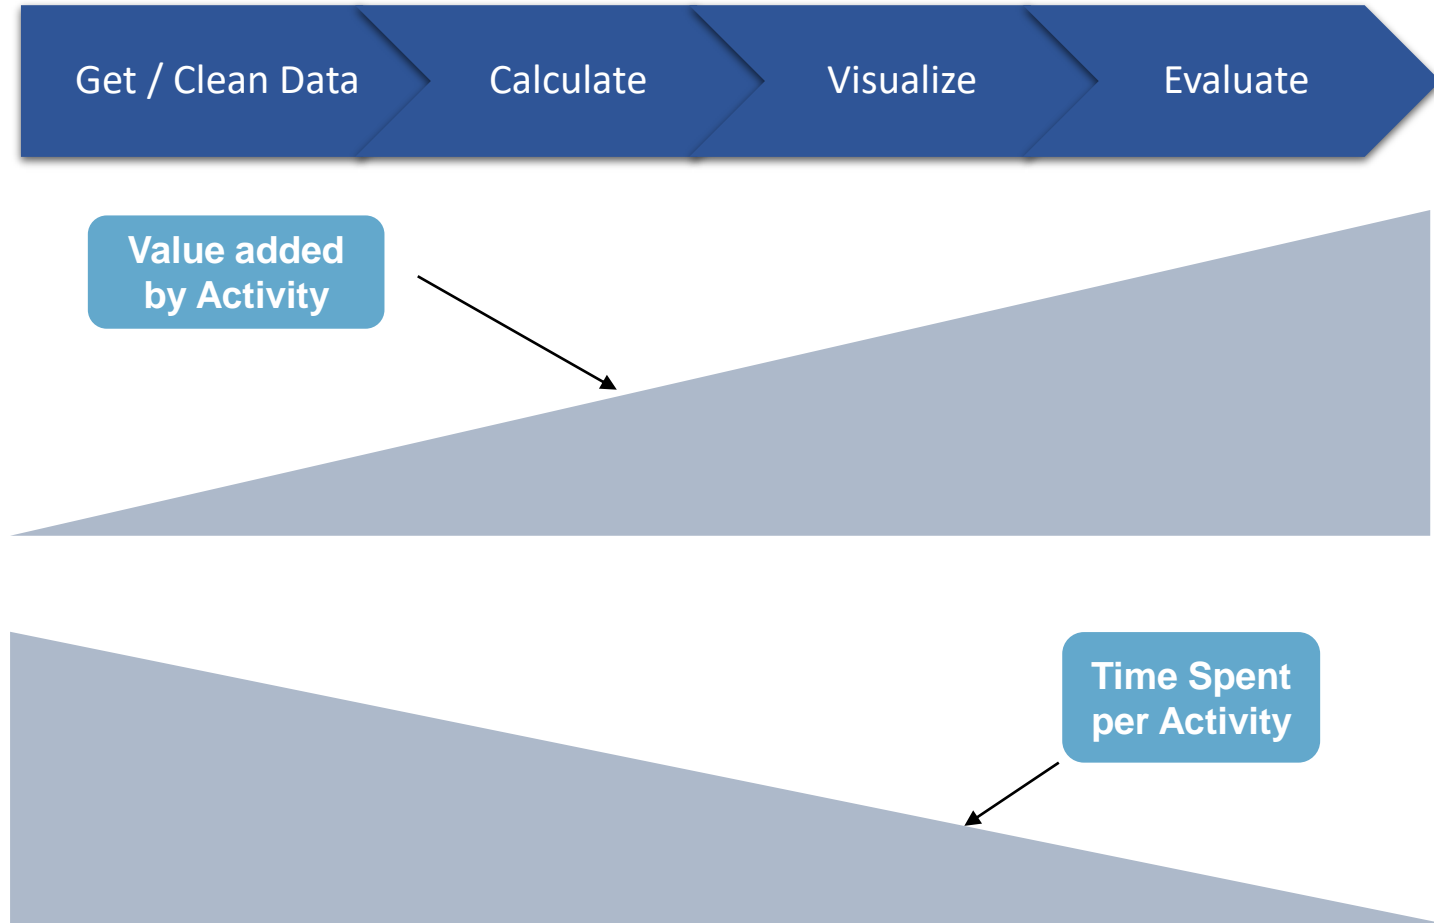 Get / Clean Data
Calculate
Visualize
Evaluate
Value added
by Activity
Time Spent
per Activity